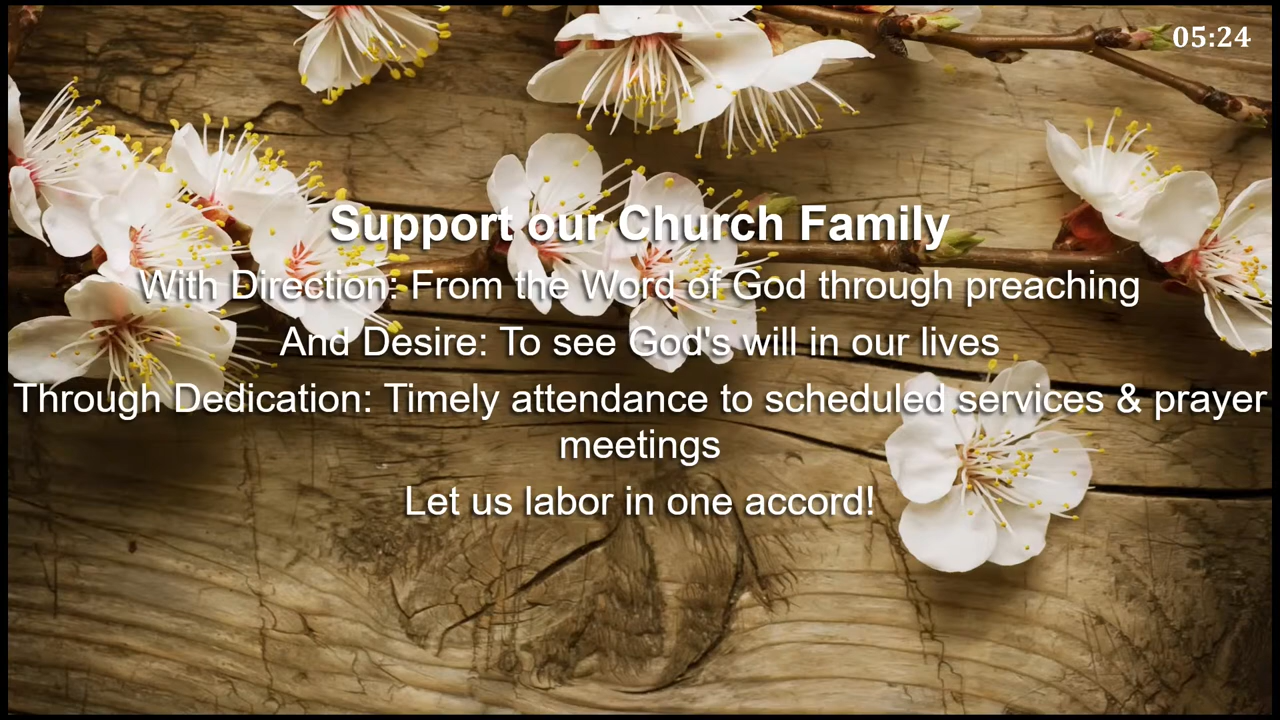 05:24
Support our Church Family
With Direction: From the Word of God through preaching
And Desire: To see God's will in our lives
Through Dedication: Timely attendance to scheduled services & prayer
meetings
Let us labor in one accord!